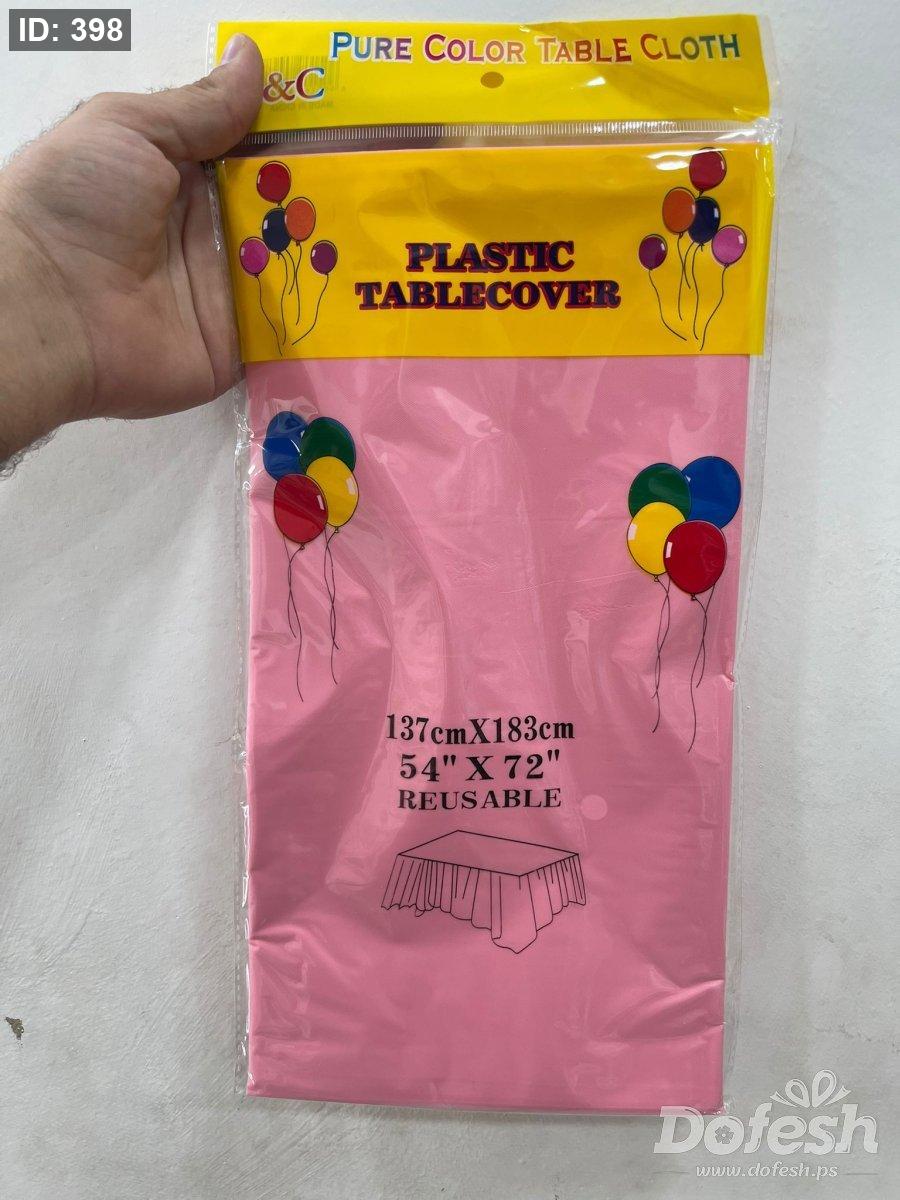 ID: 398
PURE COLOR TABLE CLOTH
&C
PLASTIC
TABLECOVER
137cmX183cm
54" X 72"
REUSABLE
Dofesh
www.dofesh.ps